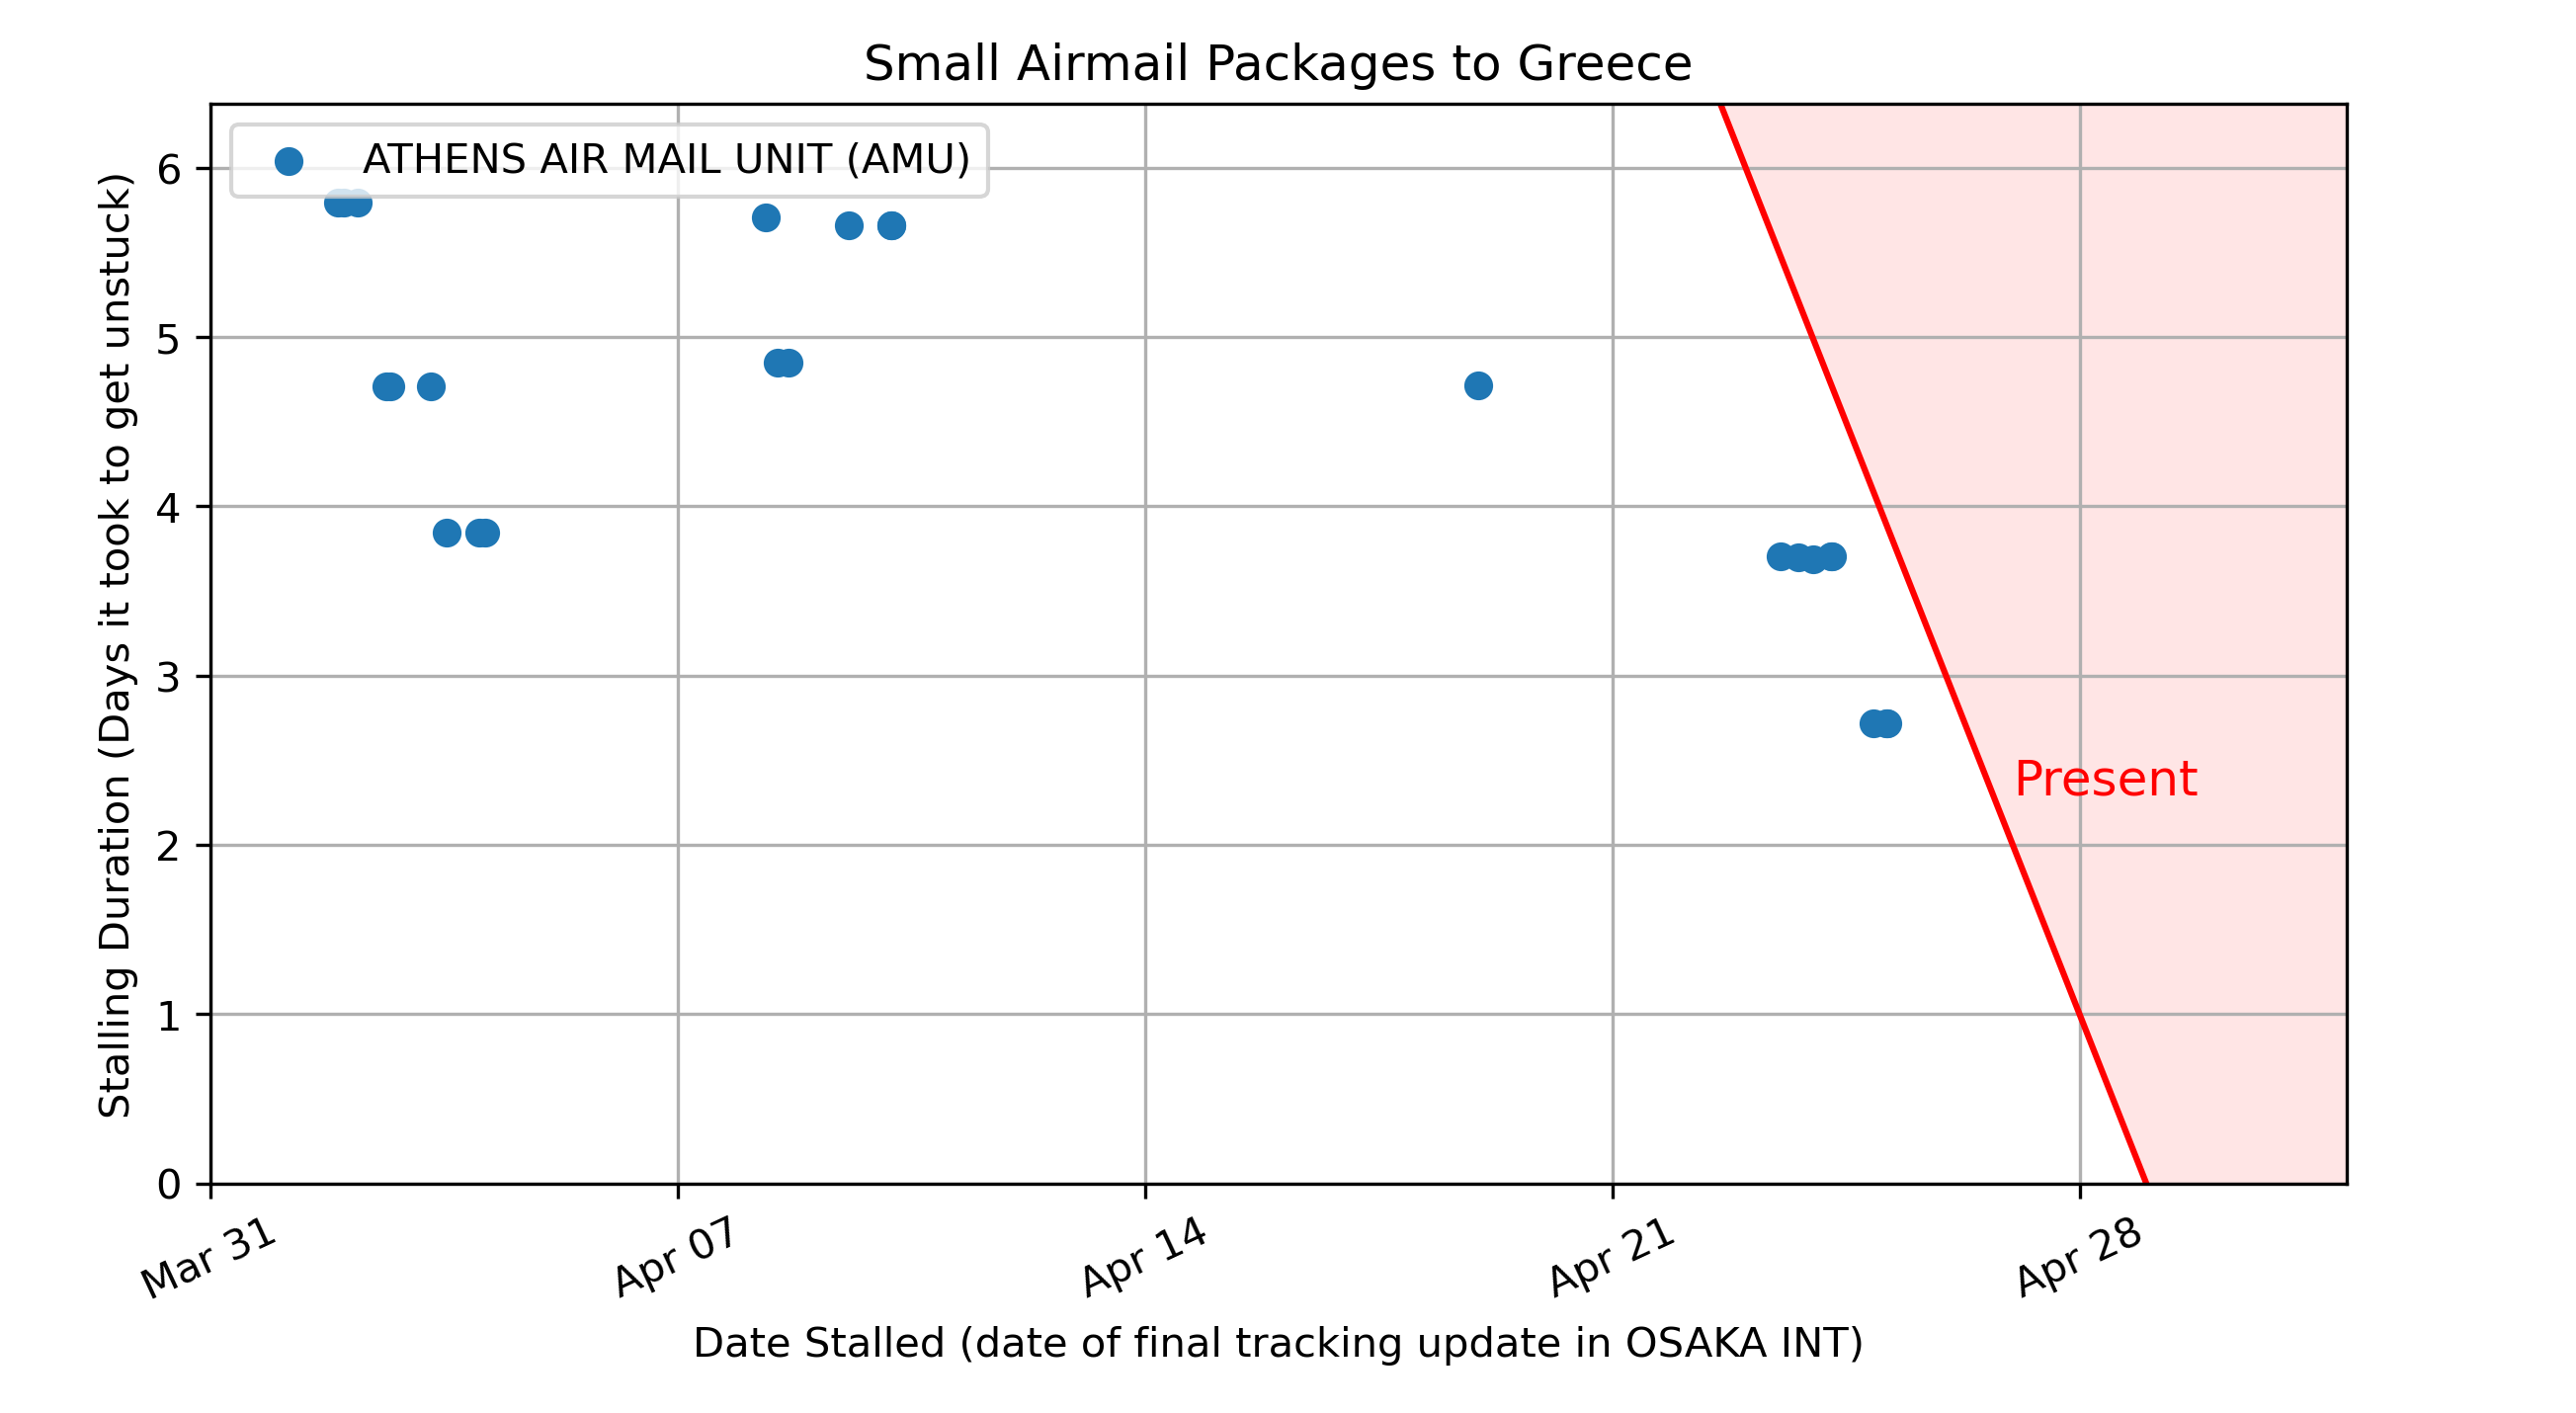 Small Airmail Packages to Greece
ATHENS AIR MAIL UNIT (AMU)
Stalling Duration (Days it took to get unstuck)
6
5
4
3
2
1
0
Present
Mar 31
Apr 07
Apr 14
Apr 21
Apr 28
Date Stalled (date of final tracking update in OSAKA INT)